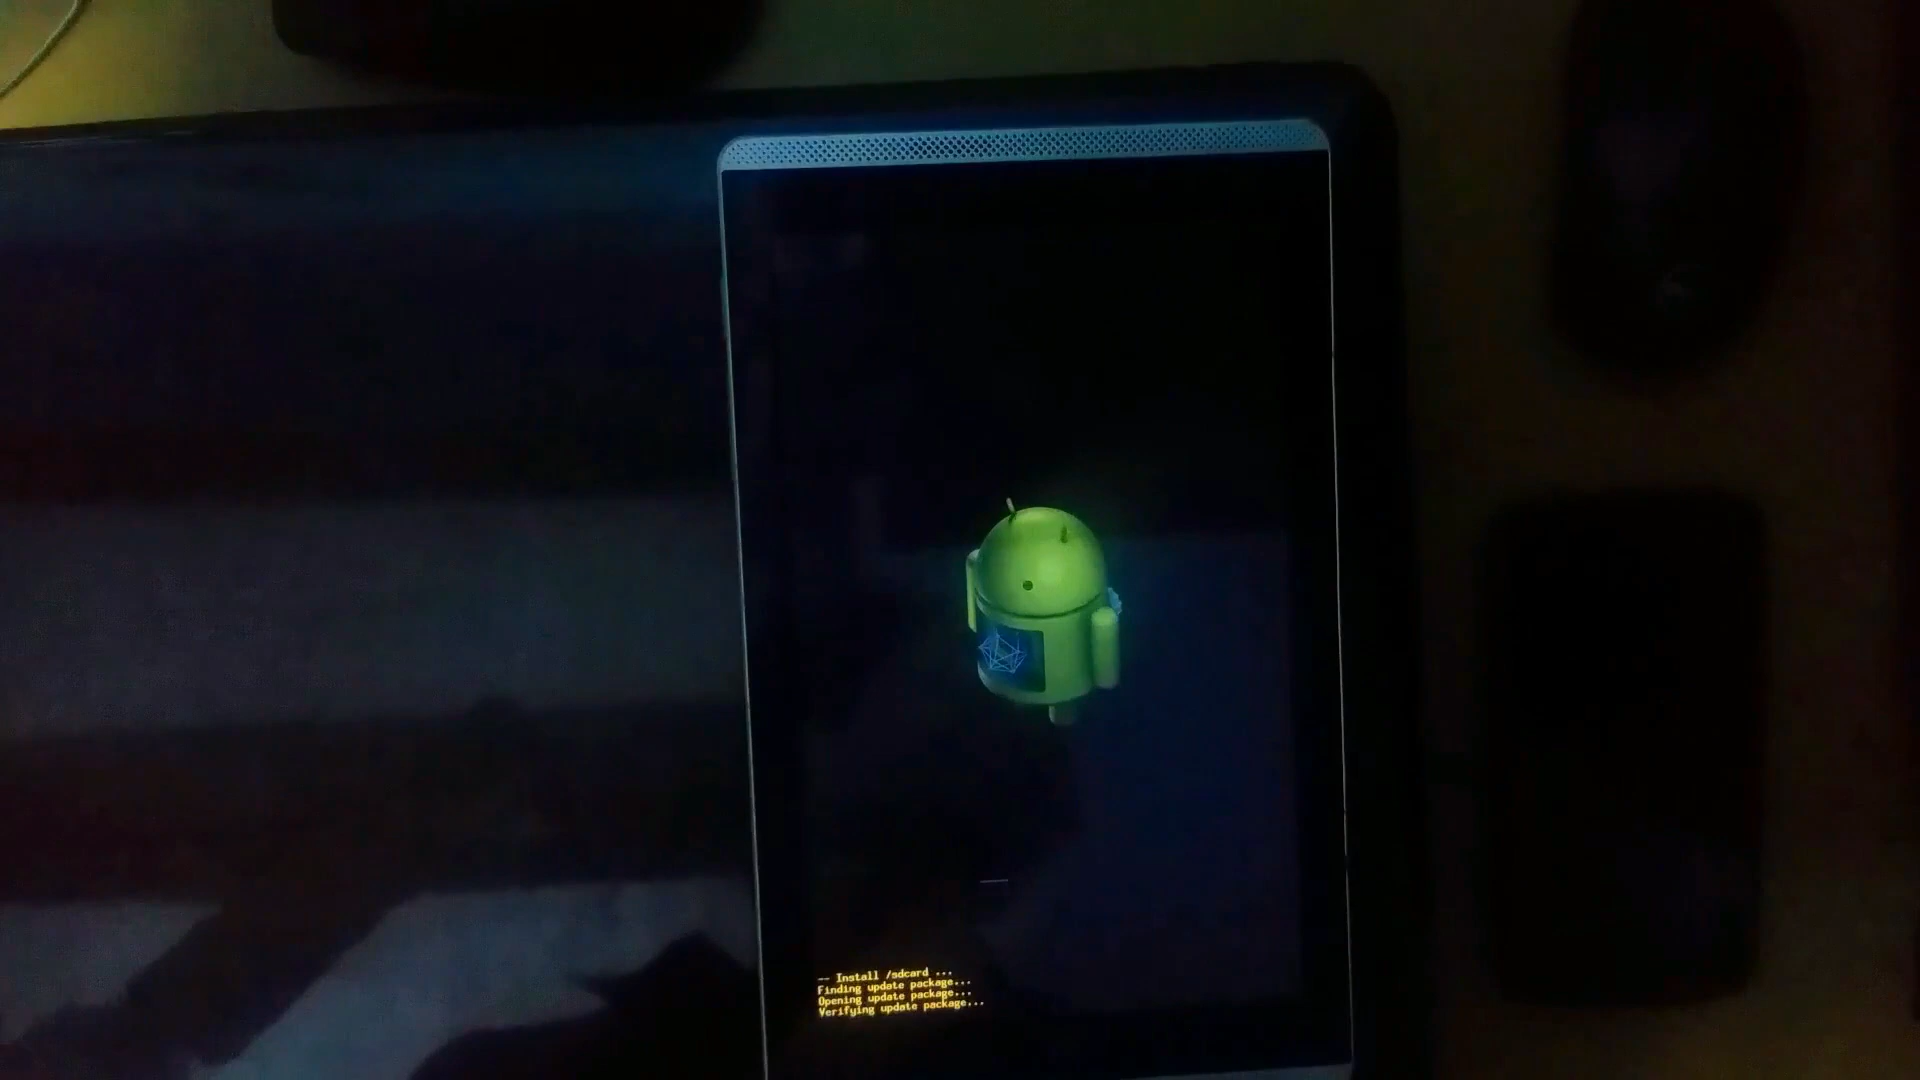 -- Install /sdcard ...
Finding update package...
Opening update package...
Verifying update package...